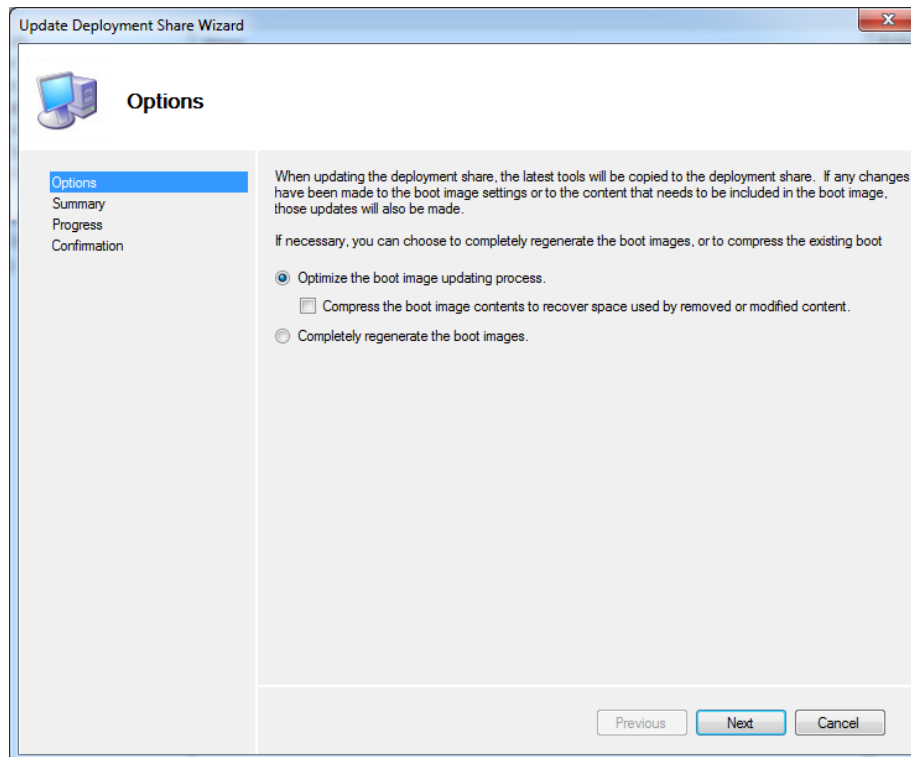 Update Deployment Share Wizard
Options
Options
Summary
Progress
Confirmation
When updating the deployment share, the latest tools will be copied to the deployment share. If any changes
have been made to the boot image settings or to the content that needs to be included in the boot image,
those updates will also be made.
If necessary, you can choose to completely regenerate the boot images, or to compress the existing boot
Optimize the boot image updating process.
Compress the boot image contents to recover space used by removed or modified content.
Completely regenerate the boot images.
Previous Next Cancel